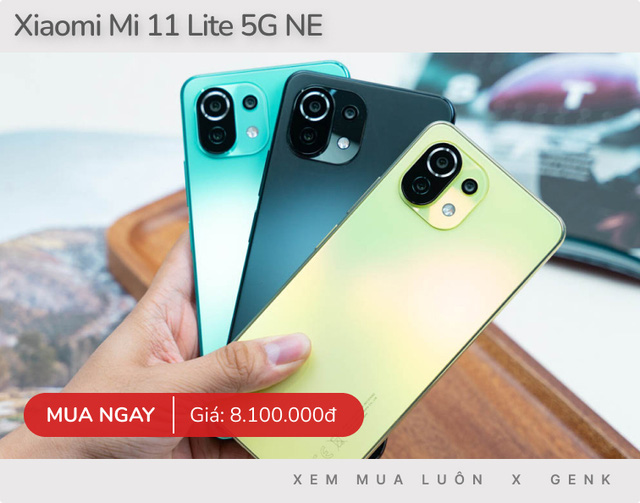 Xiaomi Mi 11 Lite 5G NE
MUA NGAY
Giá: 8.100.000đ
XEM MUA LUÔN X GENK